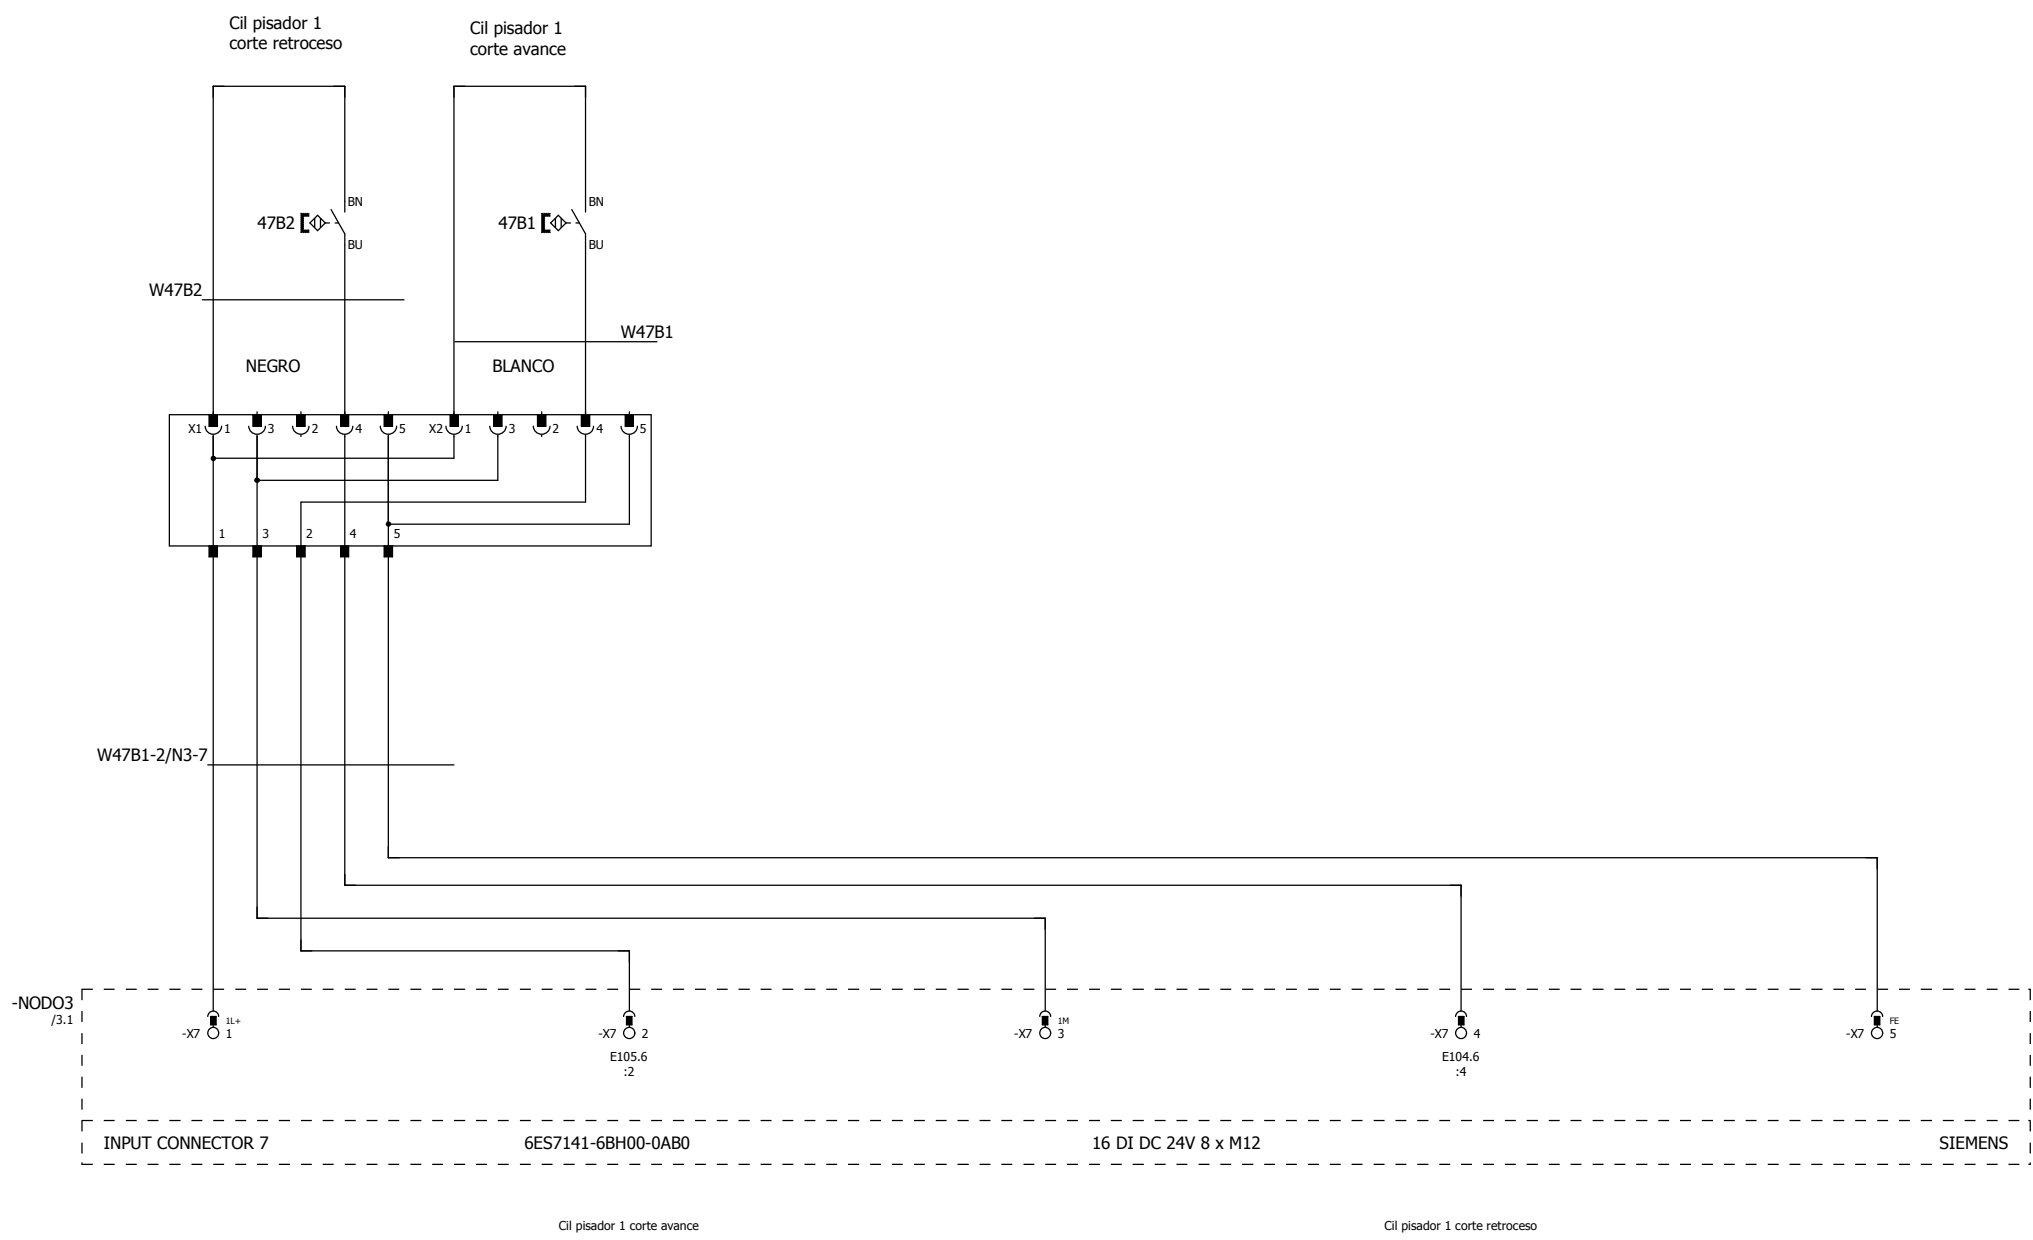 Cil pisador 1
corte retroceso
Cil pisador 1
corte avance
BN
47B2
BU
BN
47B1
BU
W47B2
W47B1
NEGRO
BLANCO
X1 1 3 2 4 5 X2 1 3 2 4 5
1 3 2 4 5
W47B1-2/N3-7
-NODO3
/3.1
1L+
-X7 1
-X7 2
E105.6
:2
1M
-X7 3
-X7 4
E104.6
:4
FE
-X7 5
INPUT CONNECTOR 7 6ES7141-6BH00-0AB0 16 DI DC 24V 8 x M12 SIEMENS
Cil pisador 1 corte avance Cil pisador 1 corte retroceso